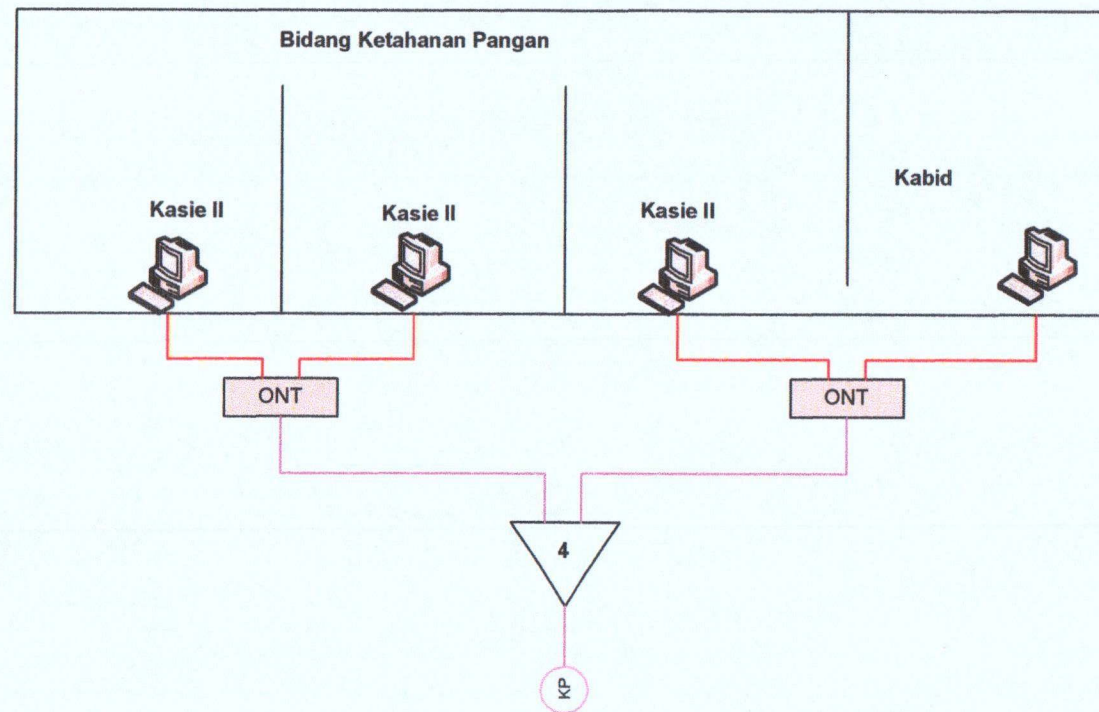 Bidang Ketahanan Pangan
Kabid
Kasie II
Kasie II
Kasie II
ONT
ONT
4
KP